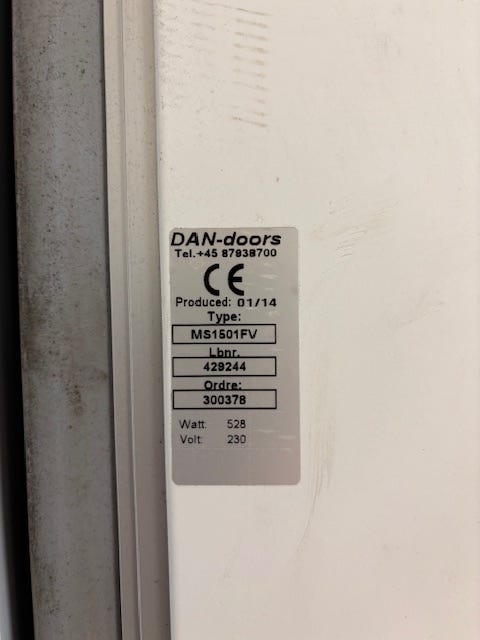 DAN-doors
Tel.+45 87938700
CE
Produced: 01/14
Type:
MS1501FV
Lbnr.
429244
Ordre:
300378
Watt: 528
Volt: 230